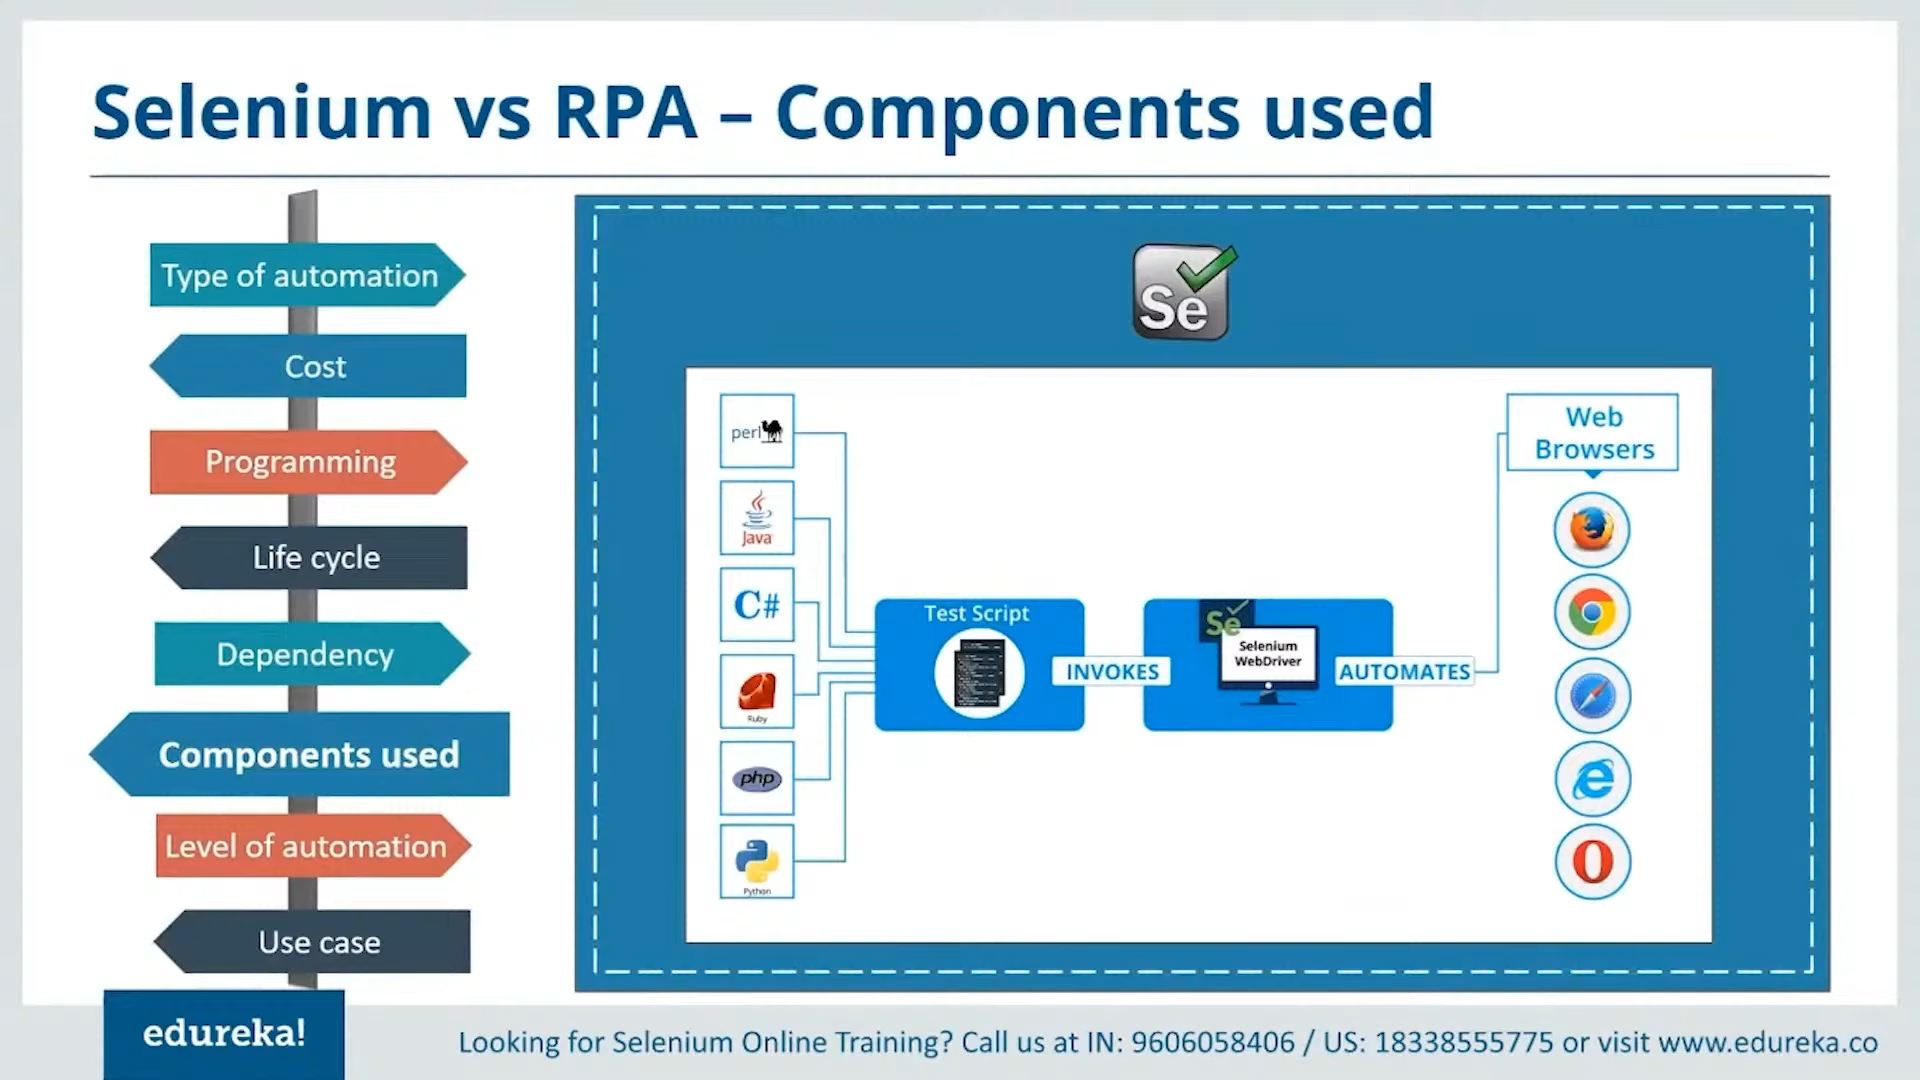 Selenium vs RPA – Components used
Type of automation
Cost
Programming
Life cycle
Dependency
Components used
Level of automation
Use case
Se
perl
Java
C#
Ruby
php
Python
Test Script
INVOKES
Se
Selenium
WebDriver
AUTOMATES
Web
Browsers
edureka!
Looking for Selenium Online Training? Call us at IN: 9606058406 / US: 18338555775 or visit www.edureka.co